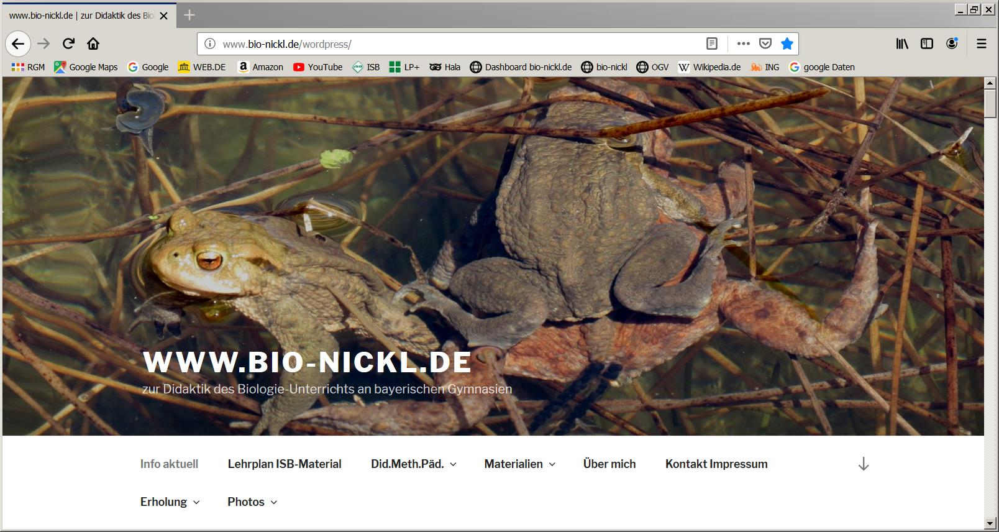 www.bio-nickl.de | zur Didaktik des Bio
www.bio-nickl.de/wordpress/
RGM Google Maps Google WEB.DE Amazon YouTube ISB LP+ Hala Dashboard bio-nickl.de bio-nickl OGV Wikipedia.de ING google Daten
WWW.BIO-NICKL.DE
zur Didaktik des Biologie-Unterrichts an bayerischen Gymnasien
Info aktuell Lehrplan ISB-Material Did.Meth.Päd. Materialien Über mich Kontakt Impressum
Erholung Photos